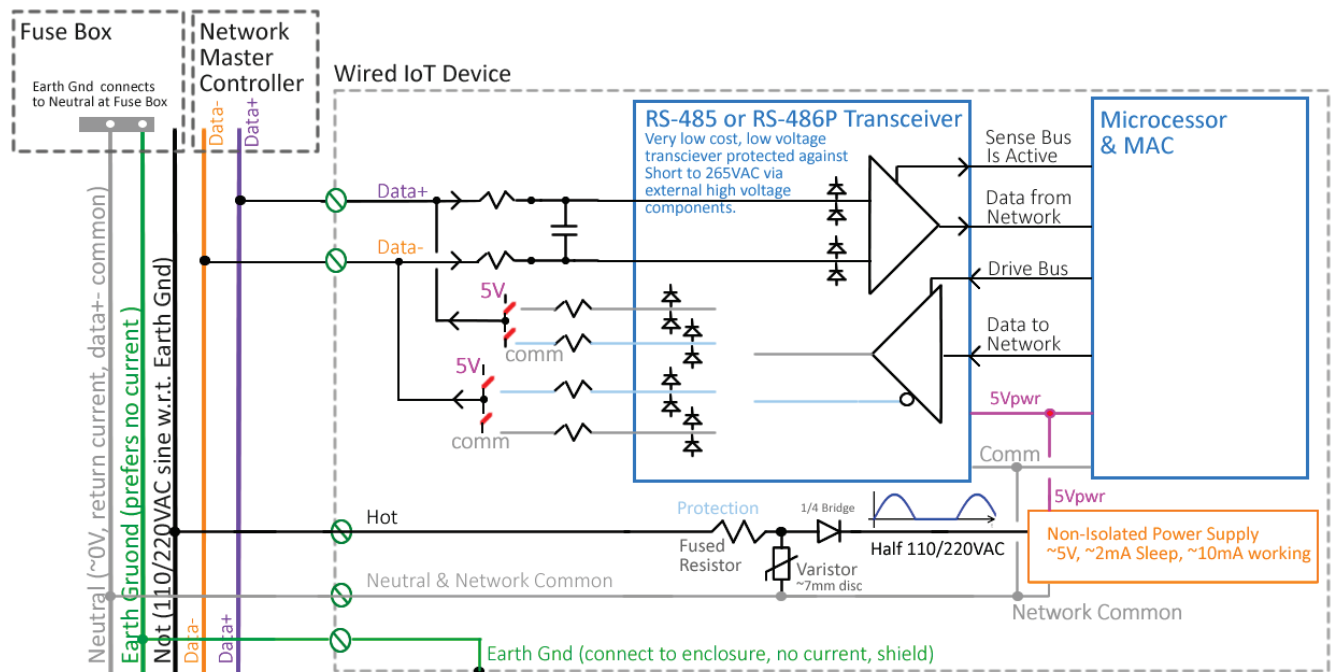 Fuse Box
Earth Gnd  connects
to Neutral at Fuse Box
Network
Master
Controller
Data-
Data+
Wired IoT Device
RS-485 or RS-486P Transceiver
Very low cost, low voltage
transciever protected against
Short to 265VAC via
external high voltage
components.
Microcessor
& MAC
Sense Bus
Is Active
Data from
Network
Drive Bus
Data to
Network
Data+
Data-
5V
comm
5V
comm
5Vpwr
Comm
5Vpwr
Neutral (~0V, return current, data+- common)
Earth Gruond (prefers no current )
Not (110/220VAC sine w.r.t. Earth Gnd)
Data-
Data+
Hot
Protection
Fused
Resistor
1/4 Bridge
Varistor
~7mm disc
Half 110/220VAC
Non-Isolated Power Supply
~5V, ~2mA Sleep, ~10mA working
Neutral & Network Common
Network Common
Earth Gnd (connect to enclosure, no current, shield)